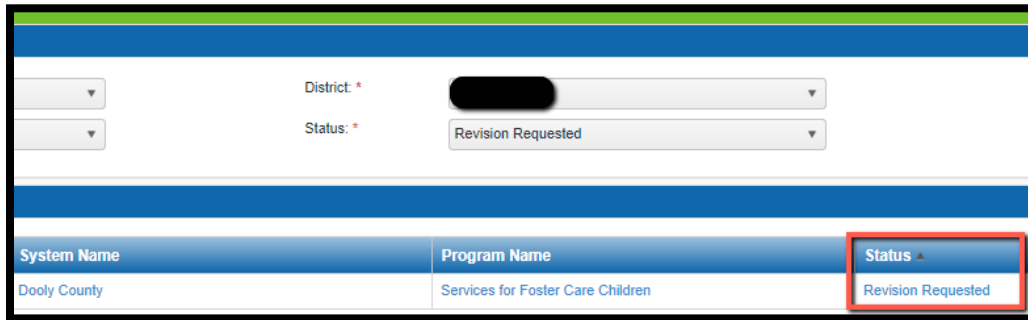 District: *
Status: * Revision Requested
System Name Program Name Status
Dooly County Services for Foster Care Children Revision Requested